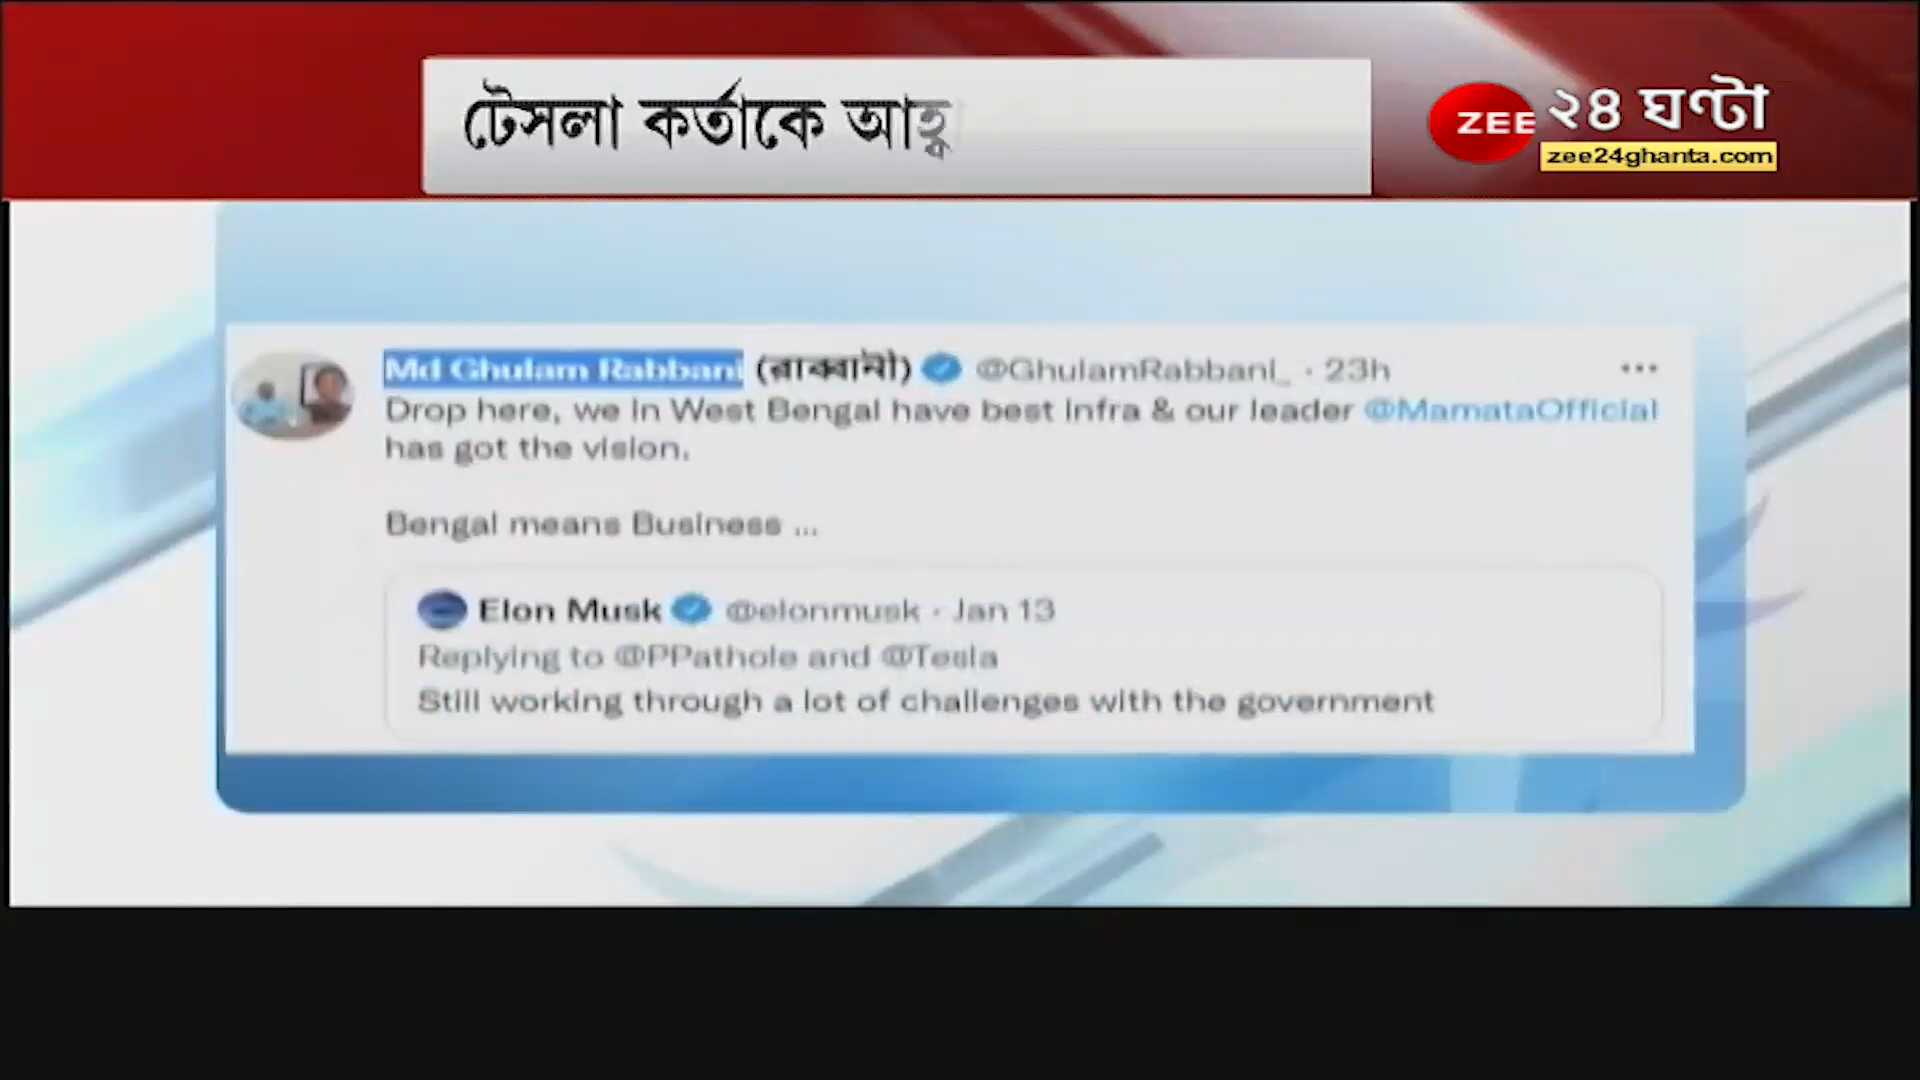 টেসলা কর্তাকে আহ্ব
ZEE ২৪ ঘণ্টা
zee24ghanta.com
Md Ghulam Rabbani (রাব্বানী) @GhulamRabbani_ · 23h
Drop here, we in West Bengal have best infra & our leader @MamataOfficial
has got the vision.
Bengal means Business ...
Elon Musk @elonmusk · Jan 13
Replying to @PPathole and @Tesla
Still working through a lot of challenges with the government